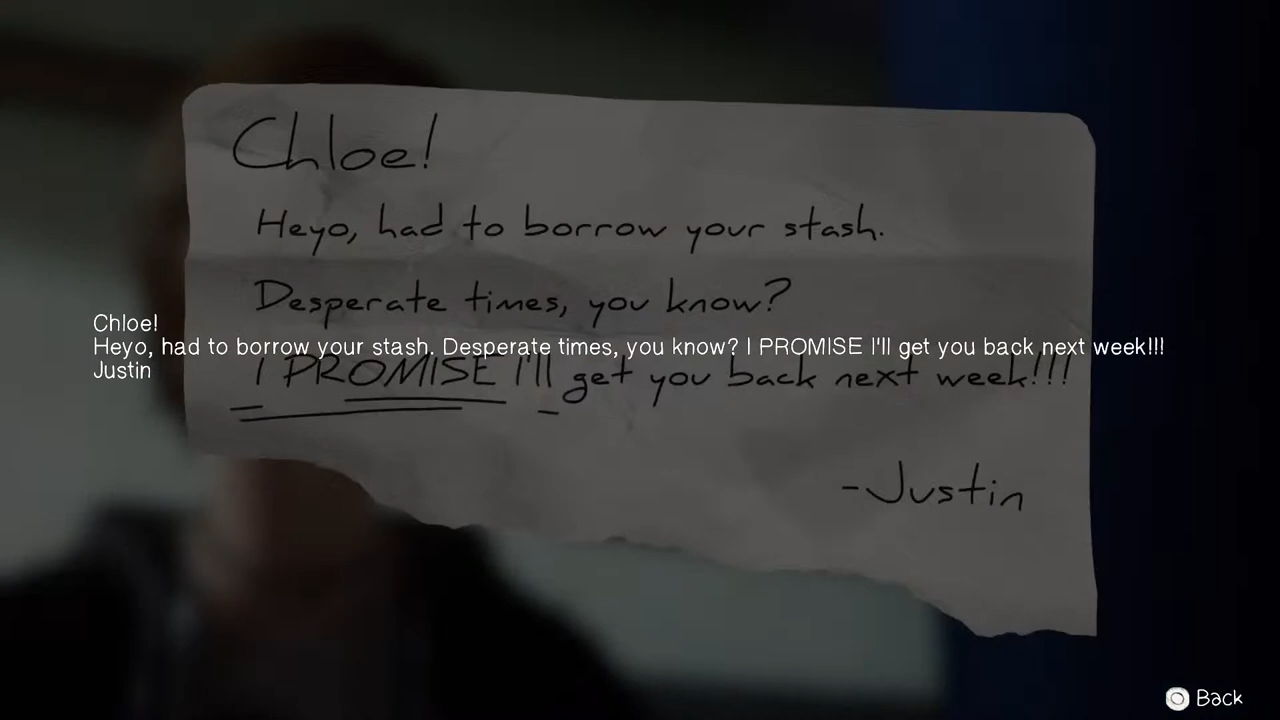 Chloe!
Heyo, had to borrow your stash.
Desperate times, you know?
I PROMISE I'll get you back next week!!!
-Justin
Chloe!
Heyo, had to borrow your stash. Desperate times, you know? I PROMISE I'll get you back next week!!!
Justin
Back